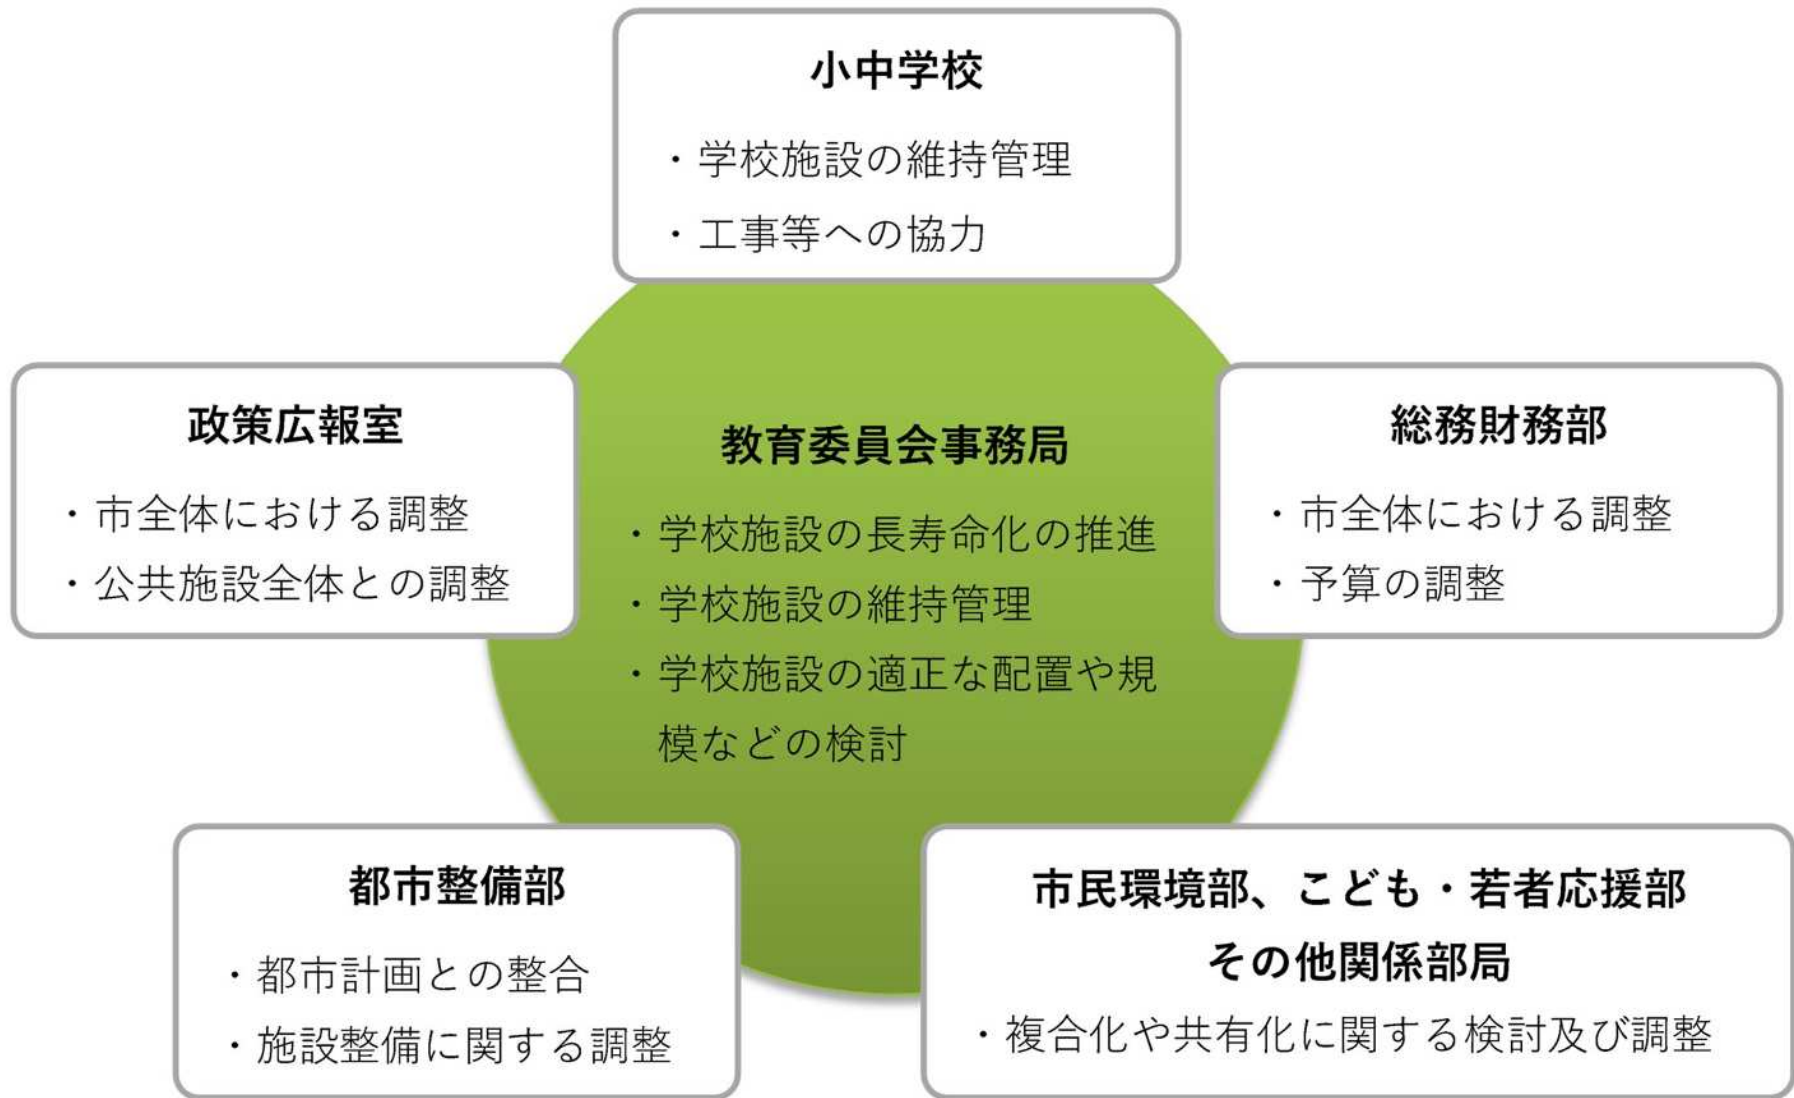 小中学校
・学校施設の維持管理
・工事等への協力
政策広報室
・市全体における調整
・公共施設全体との調整
教育委員会事務局
・学校施設の長寿命化の推進
・学校施設の維持管理
・学校施設の適正な配置や規
模などの検討
総務財務部
・市全体における調整
・予算の調整
都市整備部
・都市計画との整合
・施設整備に関する調整
市民環境部、こども・若者応援部
その他関係部局
・複合化や共有化に関する検討及び調整